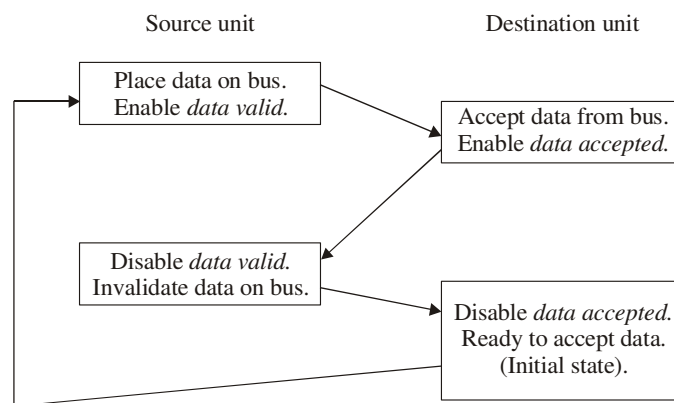 Source unit
Destination unit
Place data on bus.
Enable data valid.
Accept data from bus.
Enable data accepted.
Disable data valid.
Invalidate data on bus.
Disable data accepted.
Ready to accept data.
(Initial state).